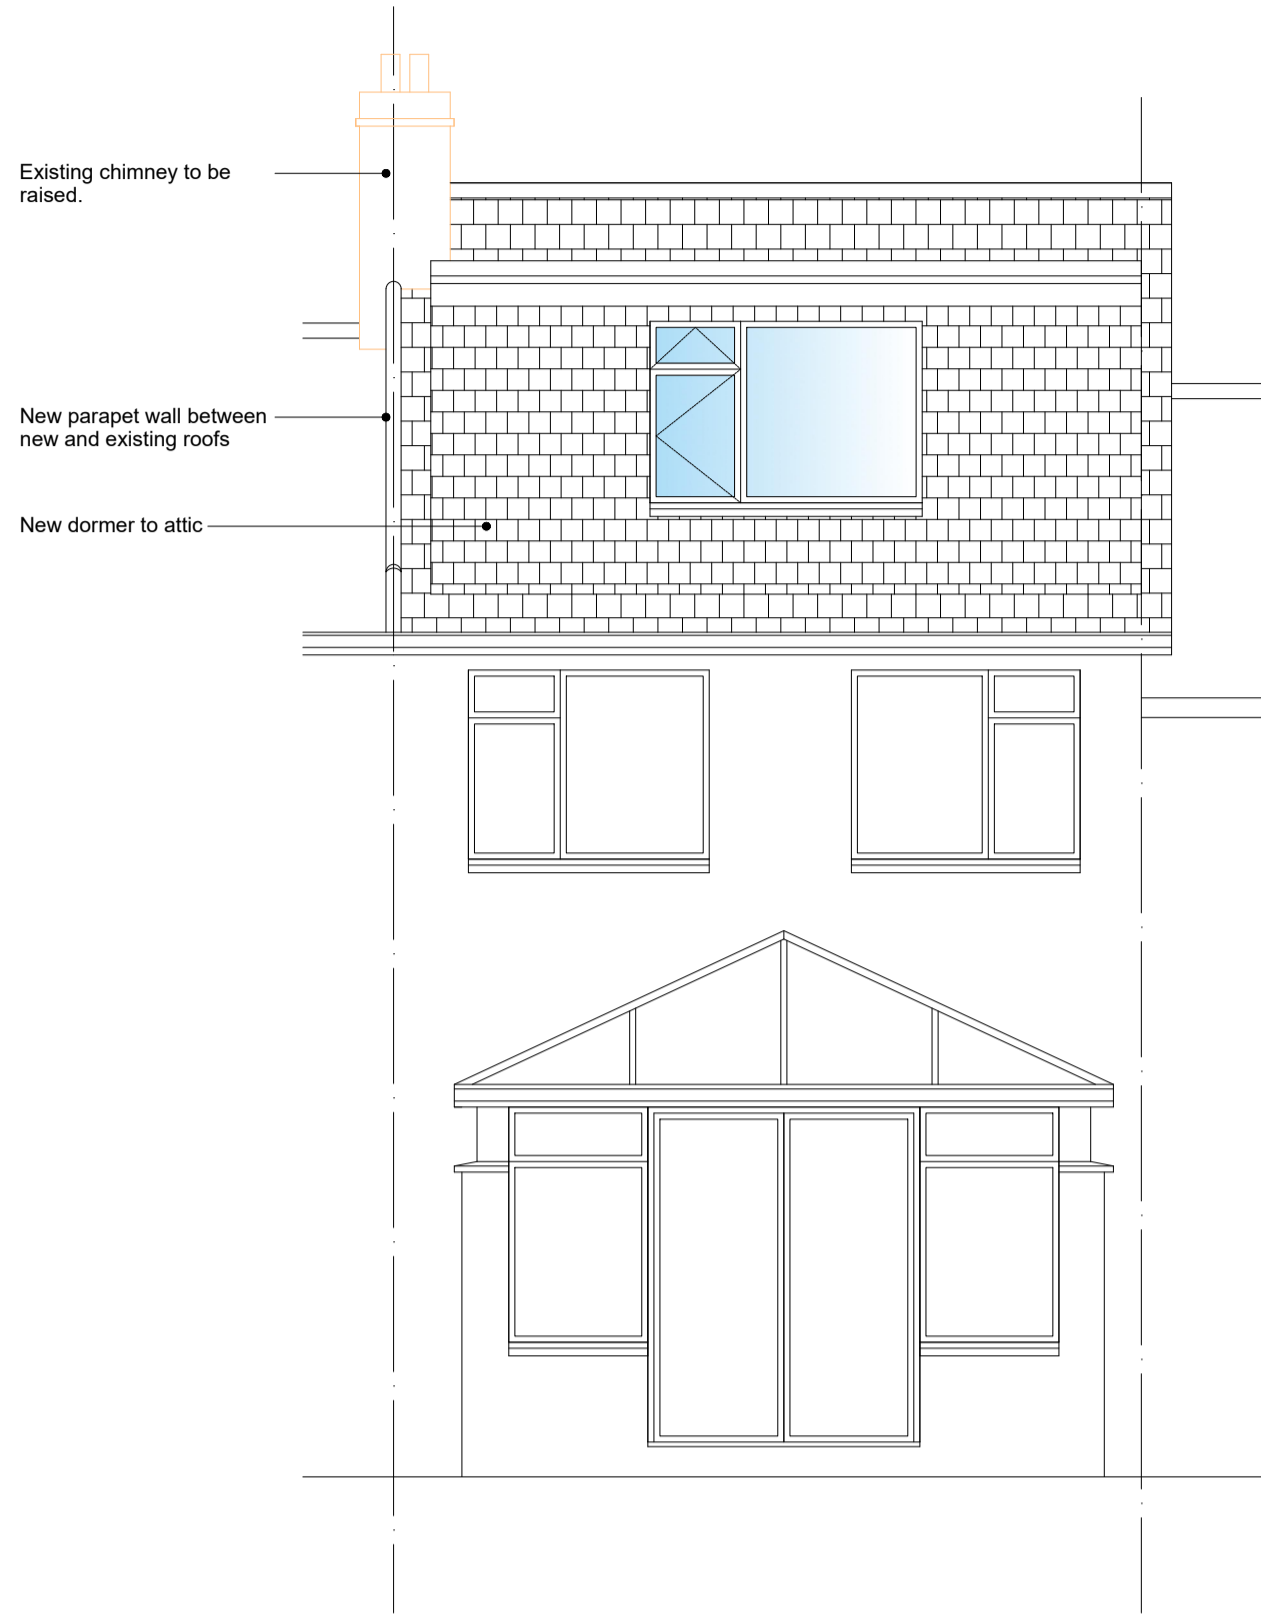 Existing chimney to be
raised.
New parapet wall between
new and existing roofs
New dormer to attic